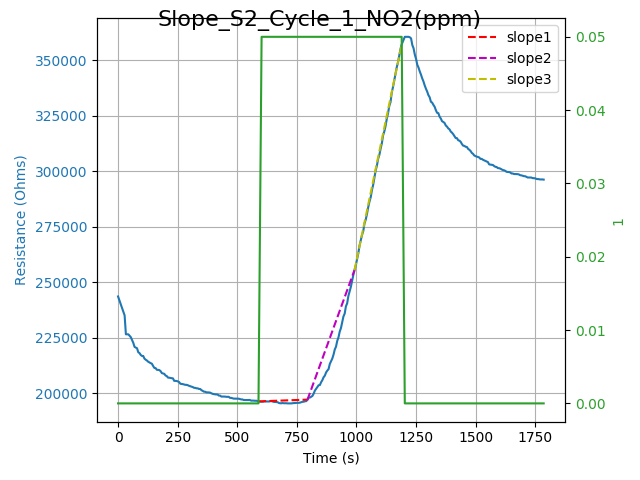 Slope_S2_Cycle_1_NO2(ppm)
slope1
slope2
slope3
Resistance (Ohms)
350000
325000
300000
275000
250000
225000
200000
0.05
0.04
0.03
0.02
0.01
0.00
1
0 250 500 750 1000 1250 1500 1750
Time (s)